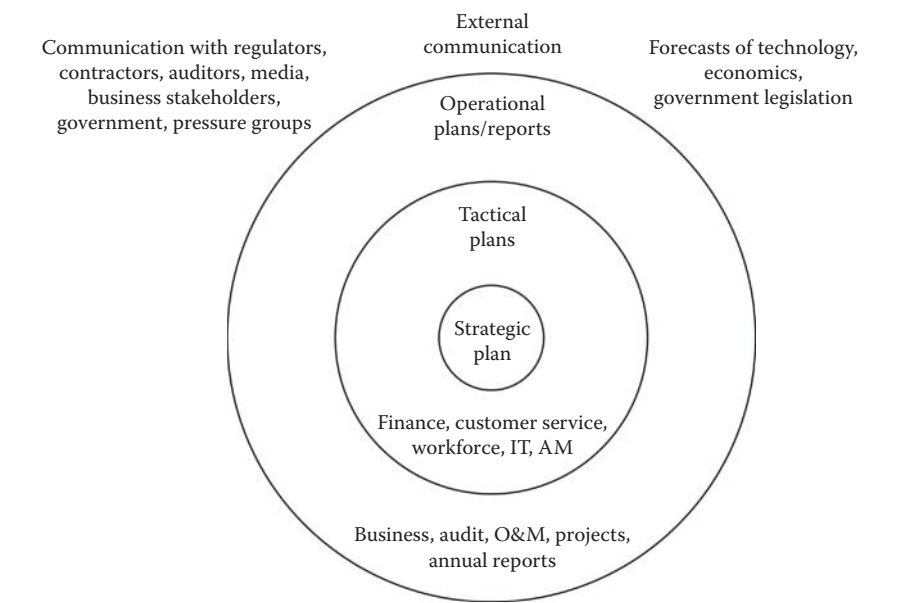 External
communication
Communication with regulators,
contractors, auditors, media,
business stakeholders,
government, pressure groups
Forecasts of technology,
economics,
government legislation
Operational
plans/reports
Tactical
plans
Strategic
plan
Finance, customer service,
workforce, IT, AM
Business, audit, O&M, projects,
annual reports